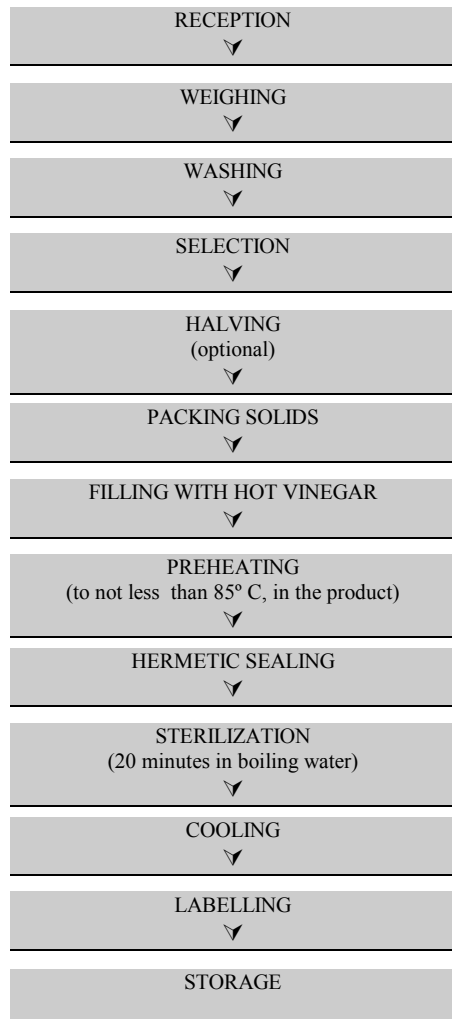 RECEPTION
WEIGHING
WASHING
SELECTION
HALVING
(optional)
PACKING SOLIDS
FILLING WITH HOT VINEGAR
PREHEATING
(to not less than 85º C, in the product)
HERMETIC SEALING
STERILIZATION
(20 minutes in boiling water)
COOLING
LABELLING
STORAGE